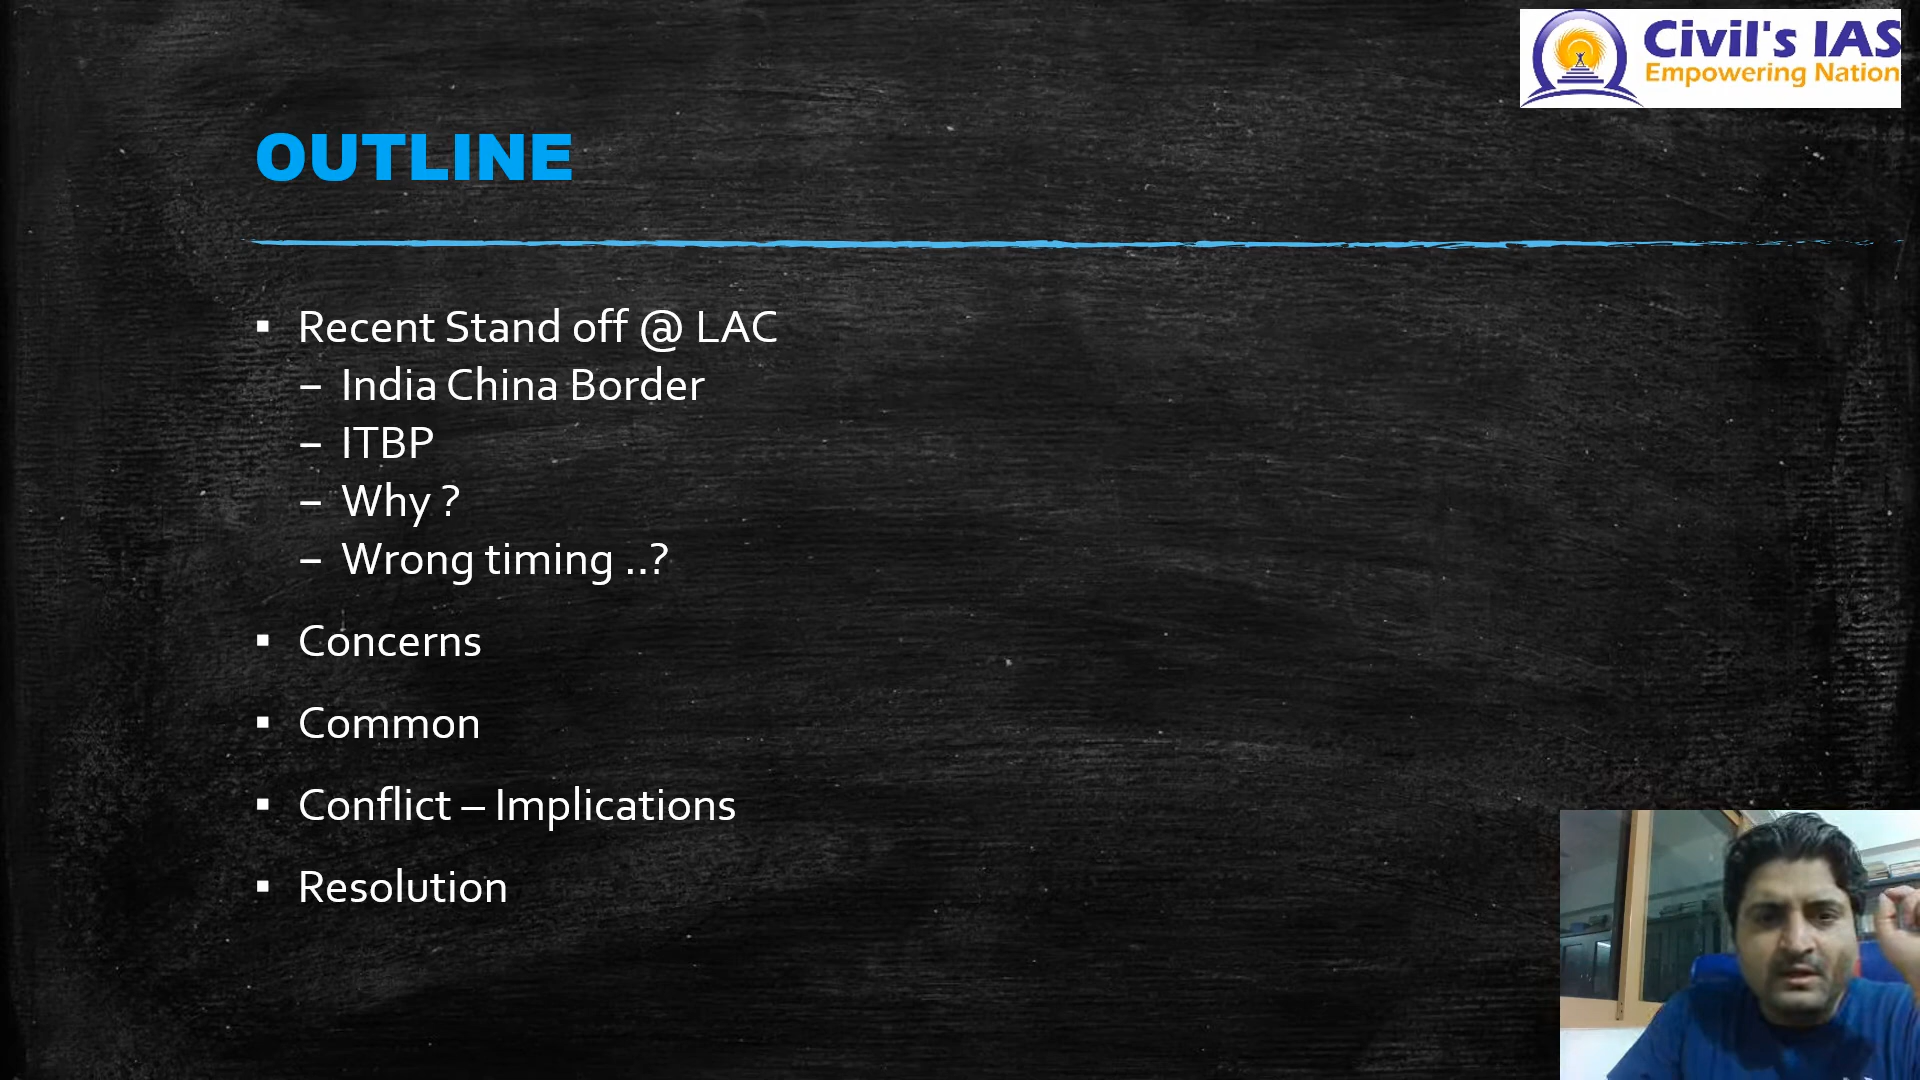 Civil's IAS
Empowering Nation
OUTLINE
▪ Recent Stand off @ LAC
– India China Border
– ITBP
– Why ?
– Wrong timing ..?
▪ Concerns
▪ Common
▪ Conflict – Implications
▪ Resolution